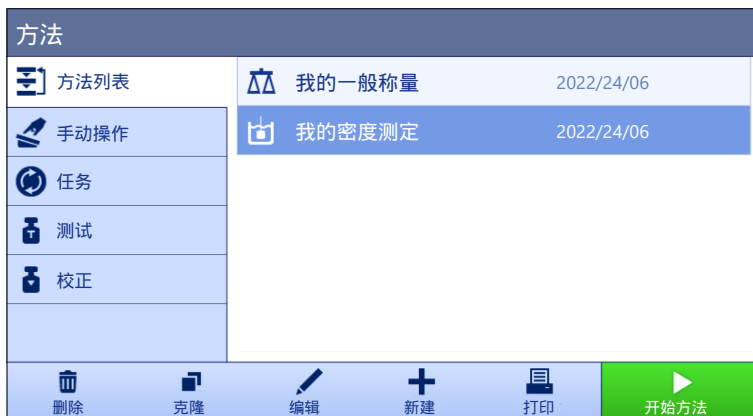 方法
方法列表
我的一般称量 2022/24/06
手动操作
我的密度测定 2022/24/06
任务
测试
校正
删除 克隆 编辑 新建 打印 开始方法